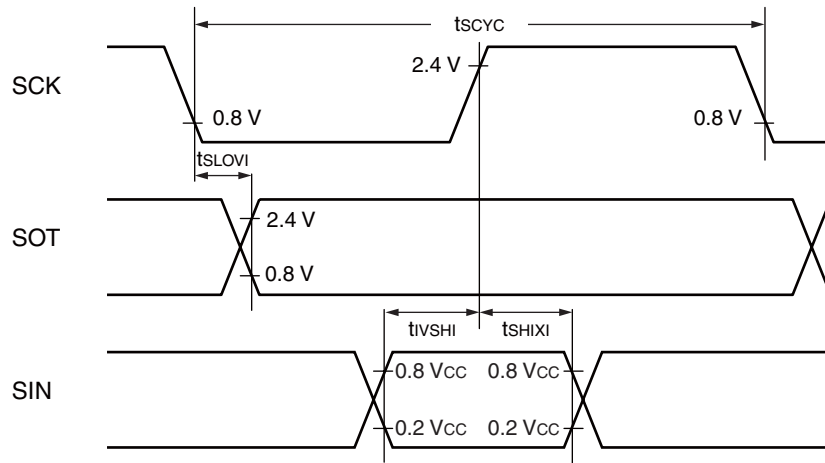 tSCYC
SCK
2.4 V
0.8 V
0.8 V
tSLOVI
SOT
2.4 V
0.8 V
tIVSHI
tSHIXI
SIN
0.8 VCC
0.8 VCC
0.2 VCC
0.2 VCC